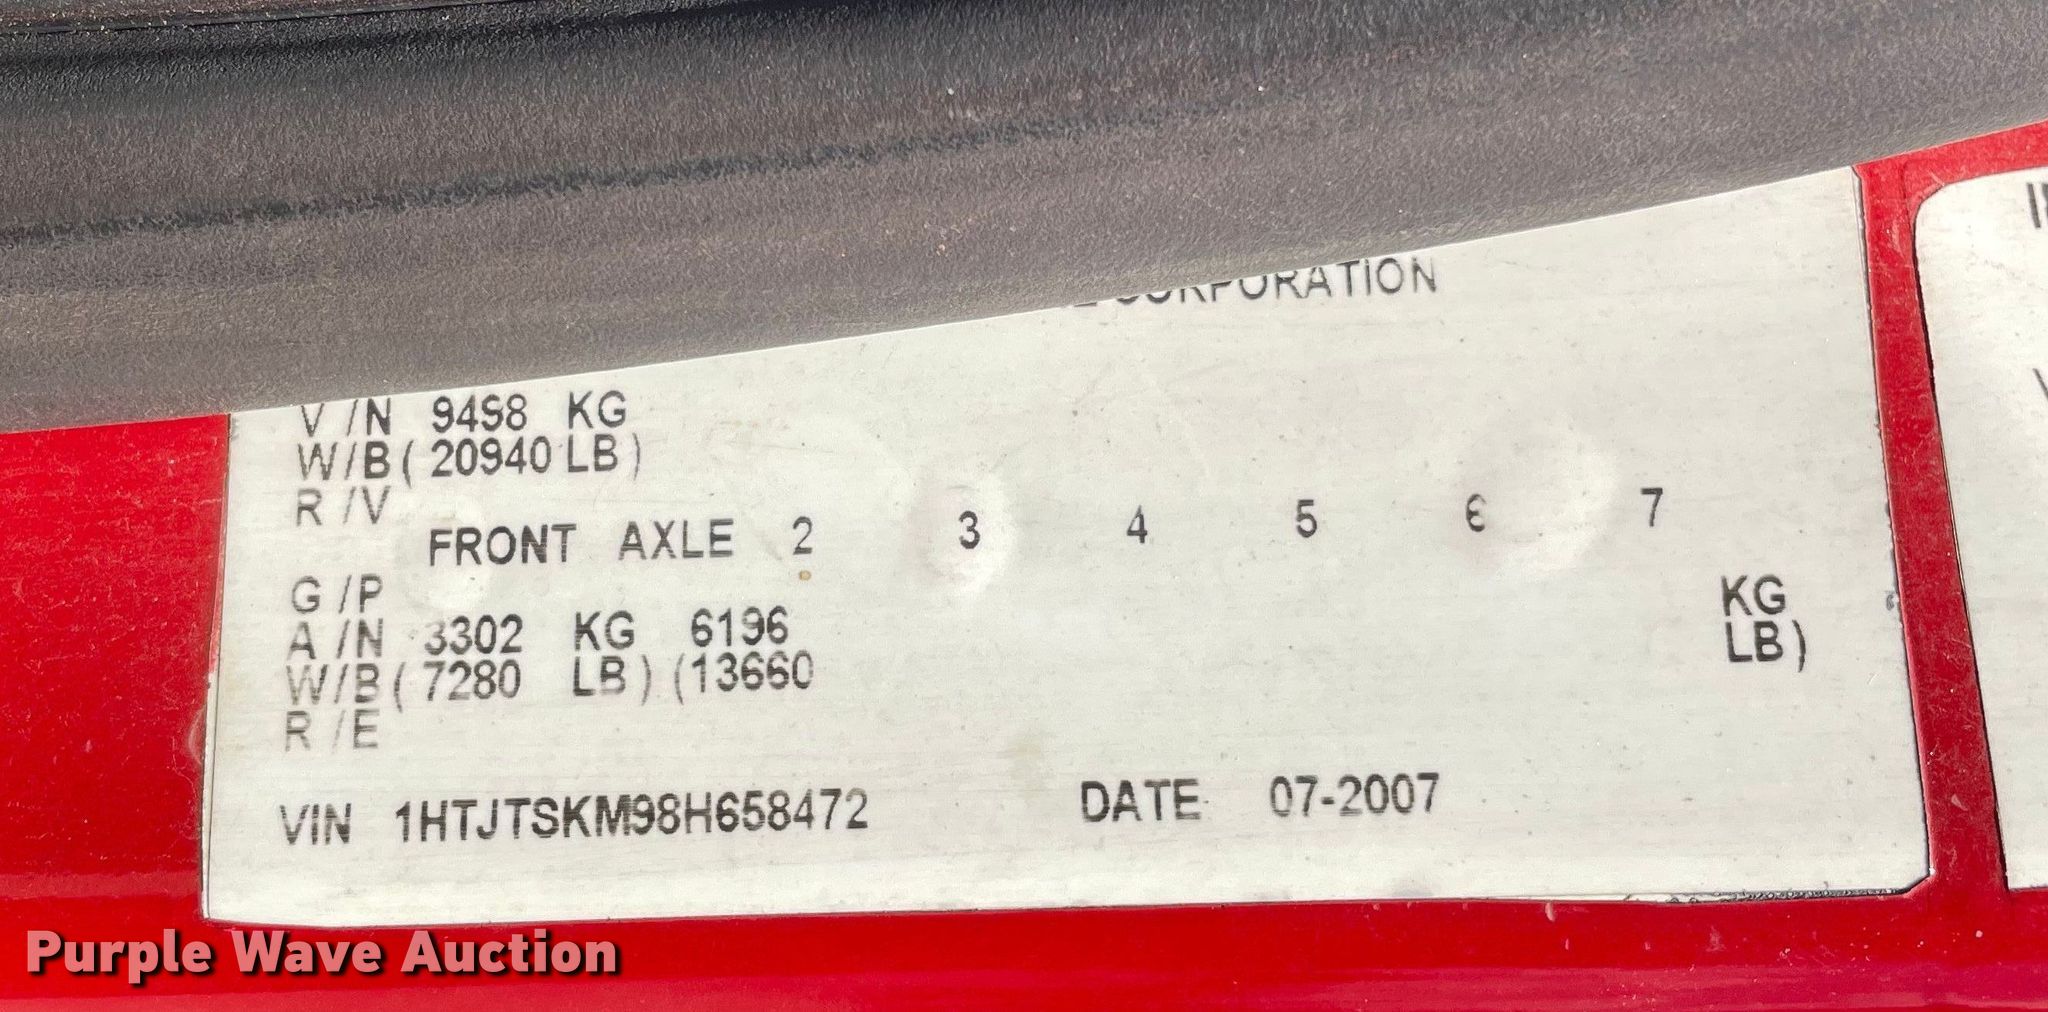 CORPORATION
V/N 9498 KG
W/B ( 20940 LB )
R/V
FRONT AXLE 2 3 4 5 6 7
G/P KG
A/N 3302 KG 6196 LB)
W/B ( 7280 LB ) (13660
R/E
VIN 1HTJTSKM98H658472 DATE 07-2007
Purple Wave Auction